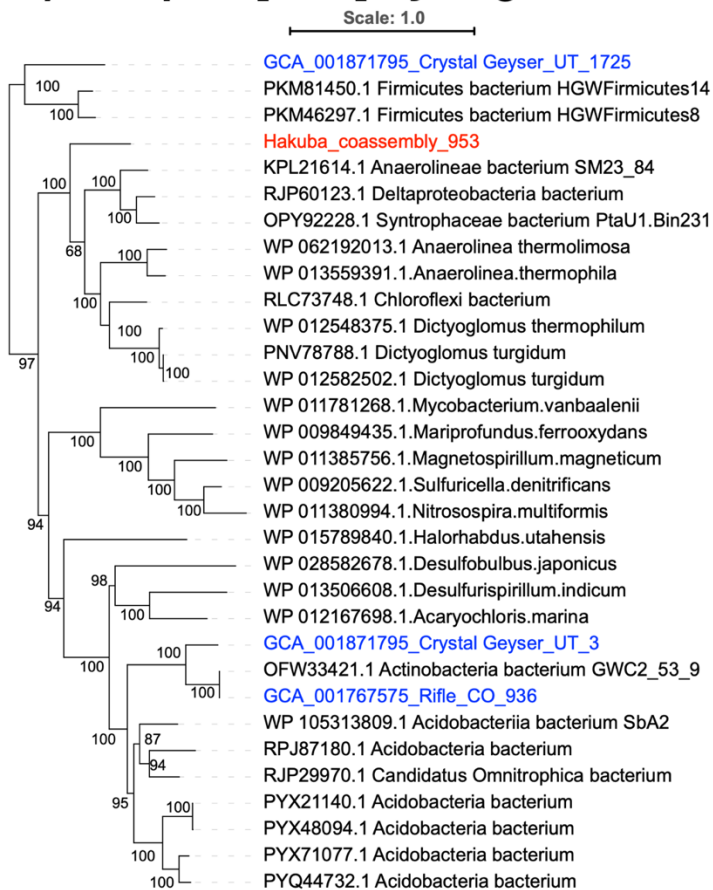 Scale: 1.0
GCA_001871795_Crystal Geyser_UT_1725
100
PKM81450.1 Firmicutes bacterium HGWFirmicutes14
100
PKM46297.1 Firmicutes bacterium HGWFirmicutes8
Hakuba_coassembly_953
KPL21614.1 Anaerolineae bacterium SM23_84
100
100
RJP60123.1 Deltaproteobacteria bacterium
100
OPY92228.1 Syntrophaceae bacterium PtaU1.Bin231
WP 062192013.1 Anaerolinea thermolimosa
68
100
WP 013559391.1.Anaerolinea.thermophila
100
RLC73748.1 Chloroflexi bacterium
WP 012548375.1 Dictyoglomus thermophilum
100
PNV78788.1 Dictyoglomus turgidum
97
100
100
WP 012582502.1 Dictyoglomus turgidum
WP 011781268.1.Mycobacterium.vanbaalenii
WP 009849435.1.Mariprofundus.ferrooxydans
100
WP 011385756.1.Magnetospirillum.magneticum
100
WP 009205622.1.Sulfuricella.denitrificans
100
WP 011380994.1.Nitrosospira.multiformis
100
94
WP 015789840.1.Halorhabdus.utahensis
WP 028582678.1.Desulfobulbus.japonicus
98
WP 013506608.1.Desulfurispirillum.indicum
94
WP 012167698.1.Acaryochloris.marina
100
GCA_001871795_Crystal Geyser_UT_3
100
100
OFW33421.1 Actinobacteria bacterium GWC2_53_9
GCA_001767575_Rifle_CO_936
100
WP 105313809.1 Acidobacteriia bacterium SbA2
100
87
RPJ87180.1 Acidobacteria bacterium
94
RJP29970.1 Candidatus Omnitrophica bacterium
PYX21140.1 Acidobacteria bacterium
95
100
PYX48094.1 Acidobacteria bacterium
PYX71077.1 Acidobacteria bacterium
100
PYQ44732.1 Acidobacteria bacterium
100